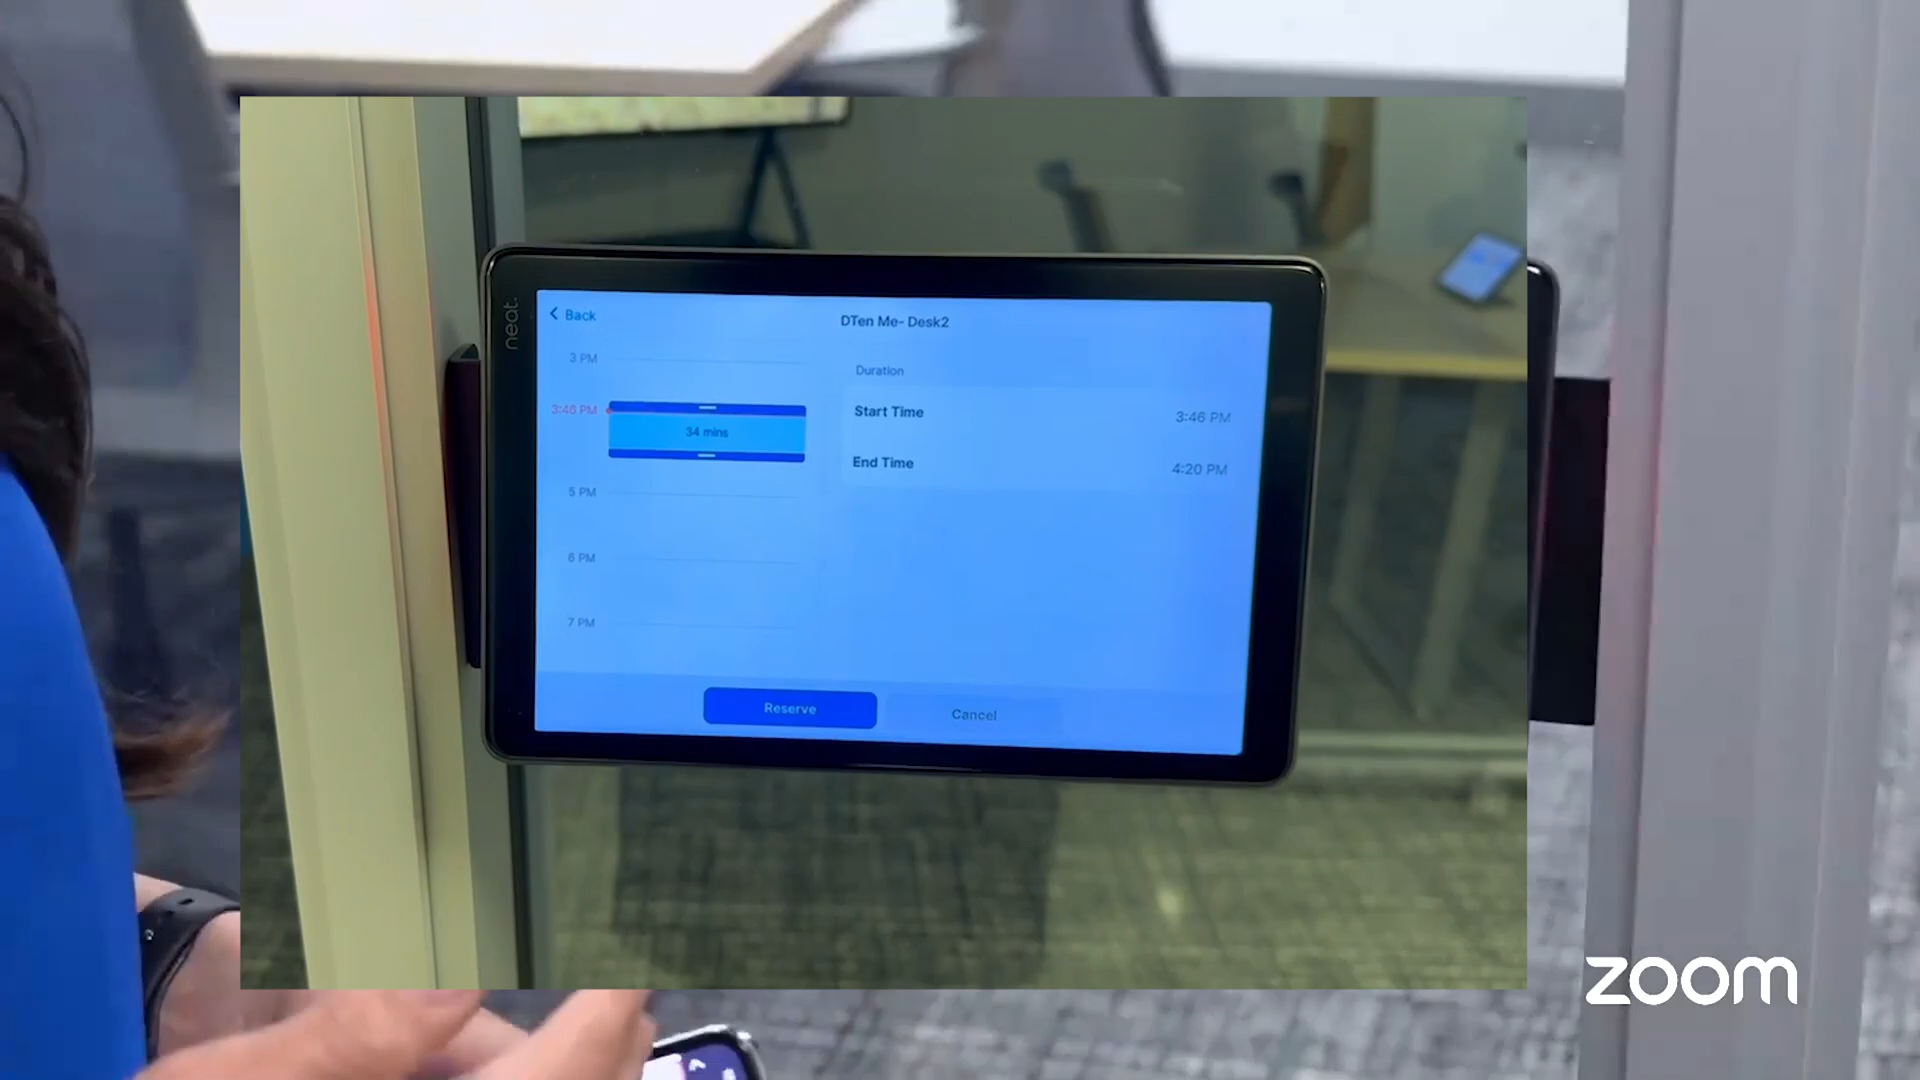 neat.
Back
DTen Me- Desk2
3 PM
3:46 PM
34 mins
5 PM
6 PM
7 PM
Duration
Start Time
3:46 PM
End Time
4:20 PM
Reserve
Cancel
zoom